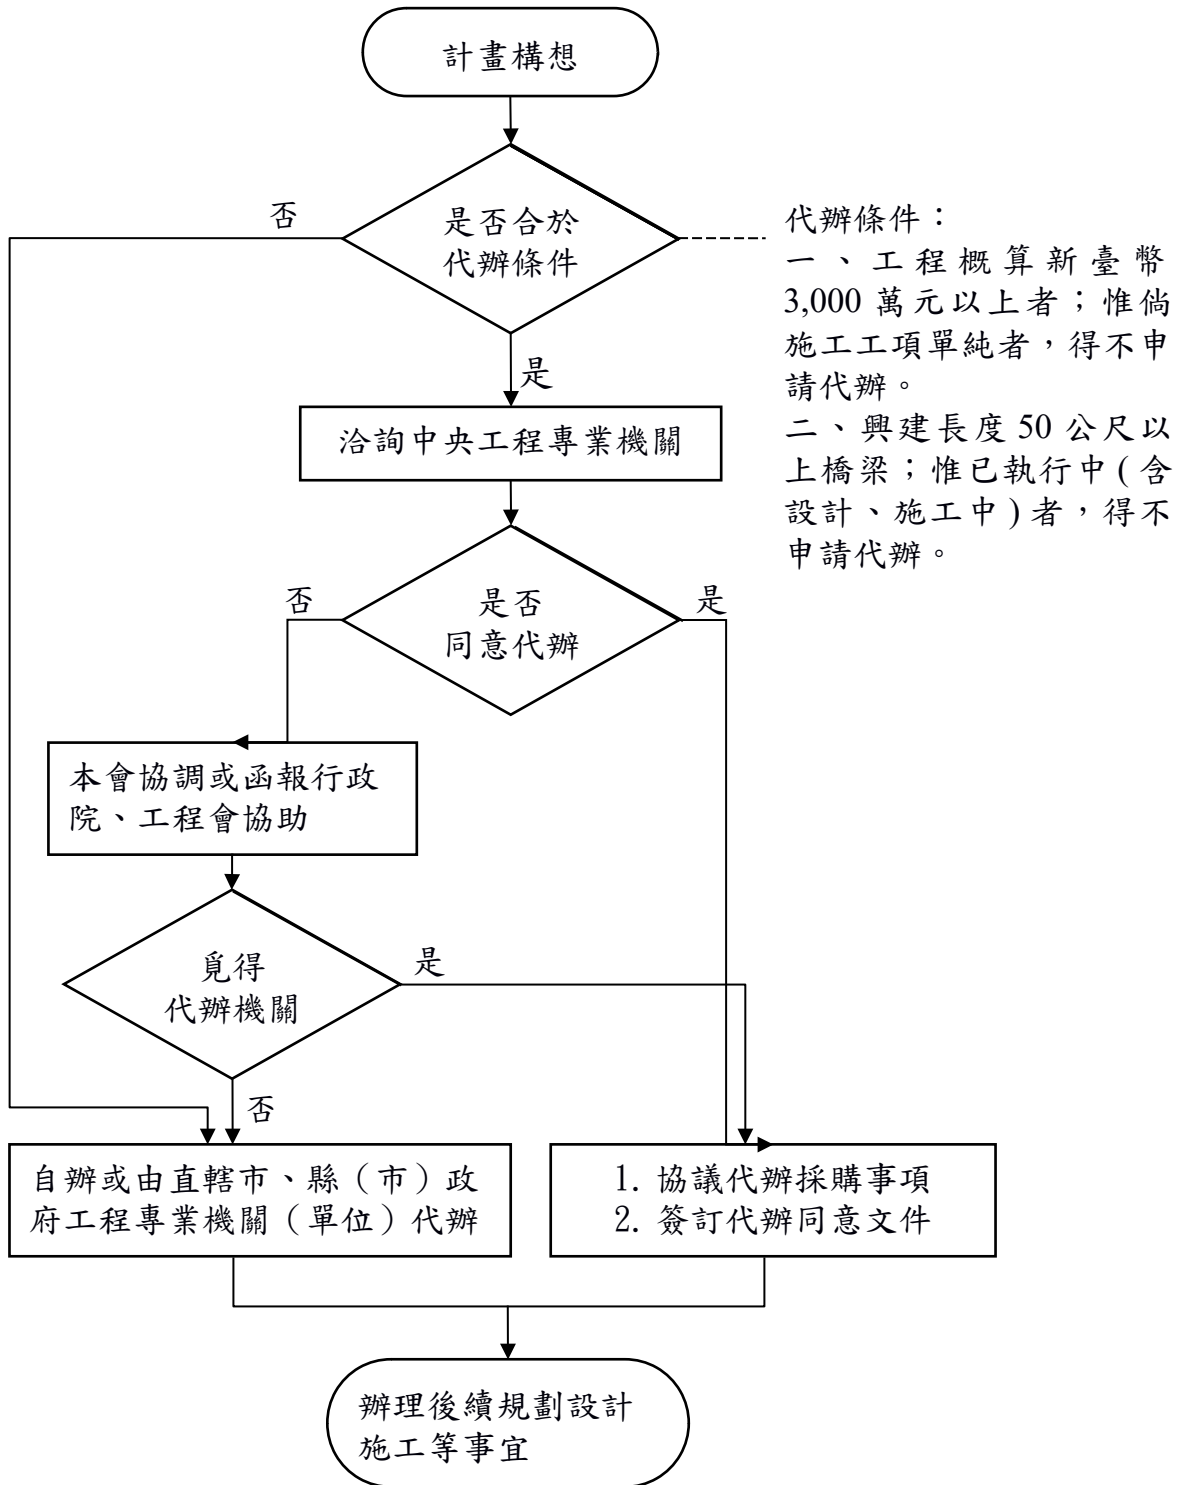 計畫構想
否
是否合於
代辦條件
代辦條件：
一、工程概算新臺幣
3,000 萬元以上者；惟倘
施工工項單純者，得不申
請代辦。
二、興建長度 50 公尺以
上橋梁；惟已執行中(含
設計、施工中)者，得不
申請代辦。
是
洽詢中央工程專業機關
否
是否
同意代辦
是
本會協調或函報行政
院、工程會協助
覓得
代辦機關
是
否
自辦或由直轄市、縣（市）政
府工程專業機關（單位）代辦
1. 協議代辦採購事項
2. 簽訂代辦同意文件
辦理後續規劃設計
施工等事宜